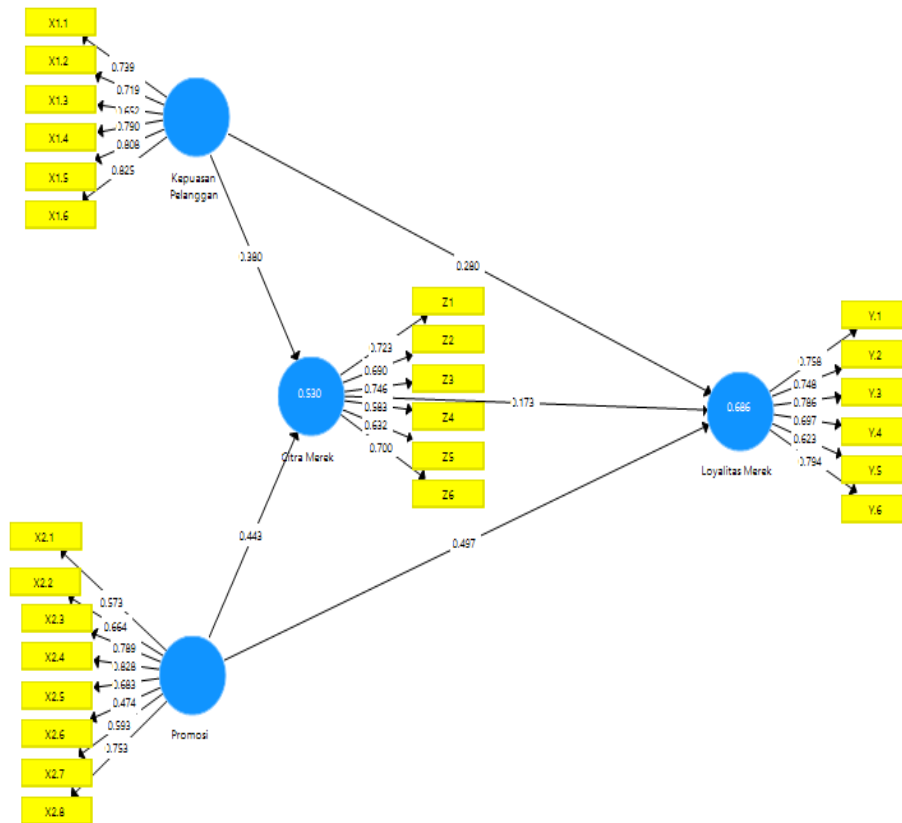 X1.1
X1.2
X1.3
X1.4
X1.5
X1.6
0.739
0.719
0.652
0.790
0.808
0.825
Kepuasan
Pelanggan
0.380
0.280
Z1
Z2
Z3
Z4
Z5
Z6
0.723
0.690
0.746
0.583
0.632
0.700
0.530
Citra Merek
0.173
Y.1
Y.2
Y.3
Y.4
Y.5
Y.6
0.758
0.748
0.786
0.697
0.623
0.794
0.686
Loyalitas Merek
0.443
0.497
X2.1
X2.2
X2.3
X2.4
X2.5
X2.6
X2.7
X2.8
0.573
0.664
0.789
0.828
0.683
0.474
0.593
0.753
Promosi